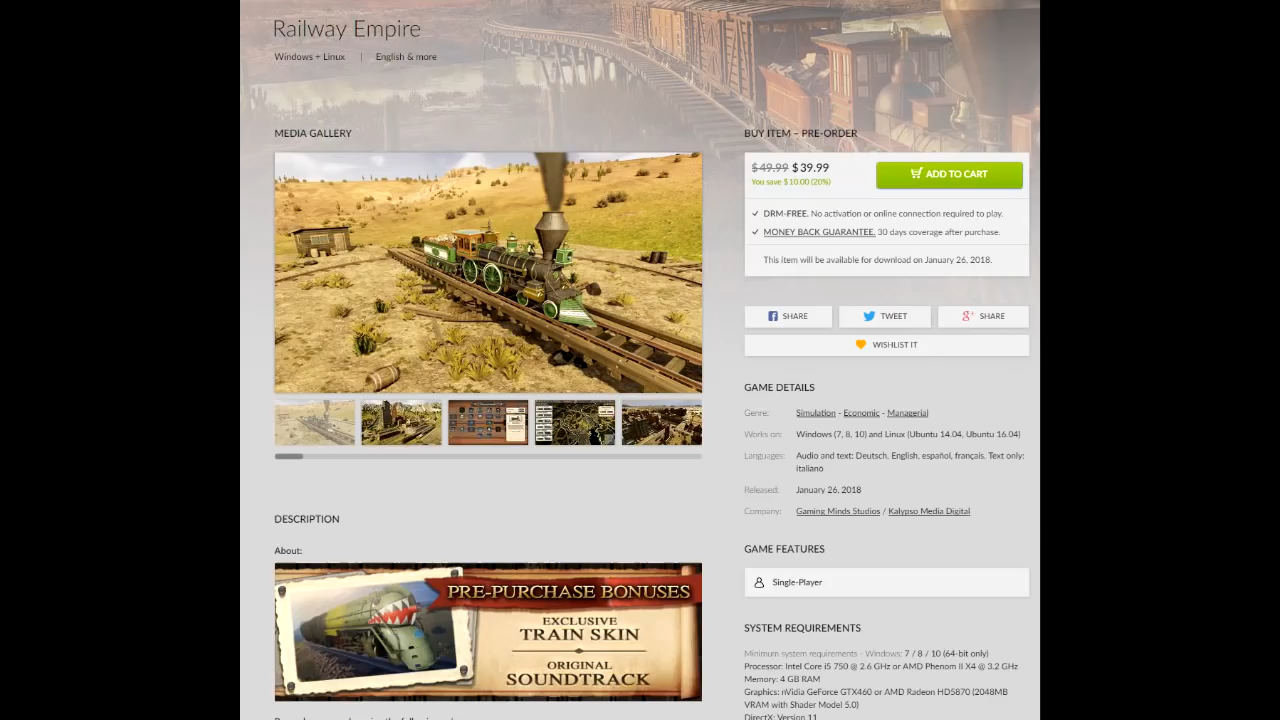 Railway Empire
Windows + Linux | English & more
MEDIA GALLERY
PRE-PURCHASE BONUSES
EXCLUSIVE
TRAIN SKIN
ORIGINAL
SOUNDTRACK
DESCRIPTION
About:
BUY ITEM – PRE-ORDER
$ 49.99 $ 39.99
You save $ 10.00 (20%)
ADD TO CART
DRM-FREE. No activation or online connection required to play.
MONEY BACK GUARANTEE. 30 days coverage after purchase.
This item will be available for download on January 26, 2018.
SHARE
TWEET
SHARE
WISHLIST IT
GAME DETAILS
Genre: Simulation - Economic - Managerial
Works on: Windows (7, 8, 10) and Linux (Ubuntu 14.04, Ubuntu 16.04)
Languages: Audio and text: Deutsch, English, español, français. Text only:
italiano
Released: January 26, 2018
Company: Gaming Minds Studios / Kalypso Media Digital
GAME FEATURES
Single-Player
SYSTEM REQUIREMENTS
Minimum system requirements - Windows: 7 / 8 / 10 (64-bit only)
Processor: Intel Core i5 750 @ 2.6 GHz or AMD Phenom II X4 @ 3.2 GHz
Memory: 4 GB RAM
Graphics: nVidia GeForce GTX460 or AMD Radeon HD5870 (2048MB
VRAM with Shader Model 5.0)
DirectX: Version 11